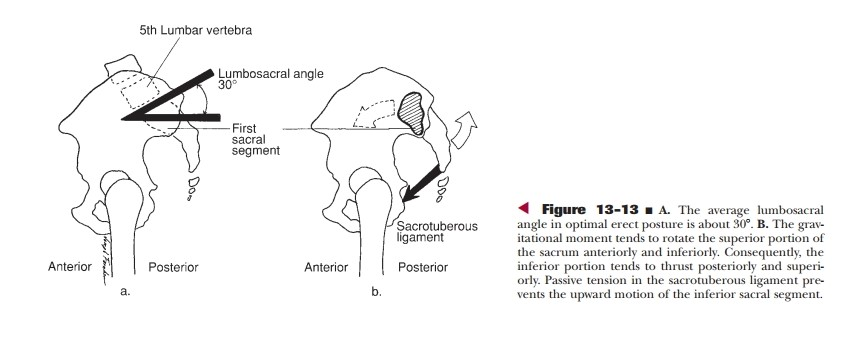 5th Lumbar vertebra
Lumbosacral angle
30°
First
sacral
segment
Sacrotuberous
ligament
Anterior
Posterior
Anterior
Posterior
a.
b.
Figure 13-13 ■ A. The average lumbosacral
angle in optimal erect posture is about 30°. B. The grav-
itational moment tends to rotate the superior portion of
the sacrum anteriorly and inferiorly. Consequently, the
inferior portion tends to thrust posteriorly and superi-
orly. Passive tension in the sacrotuberous ligament pre-
vents the upward motion of the inferior sacral segment.